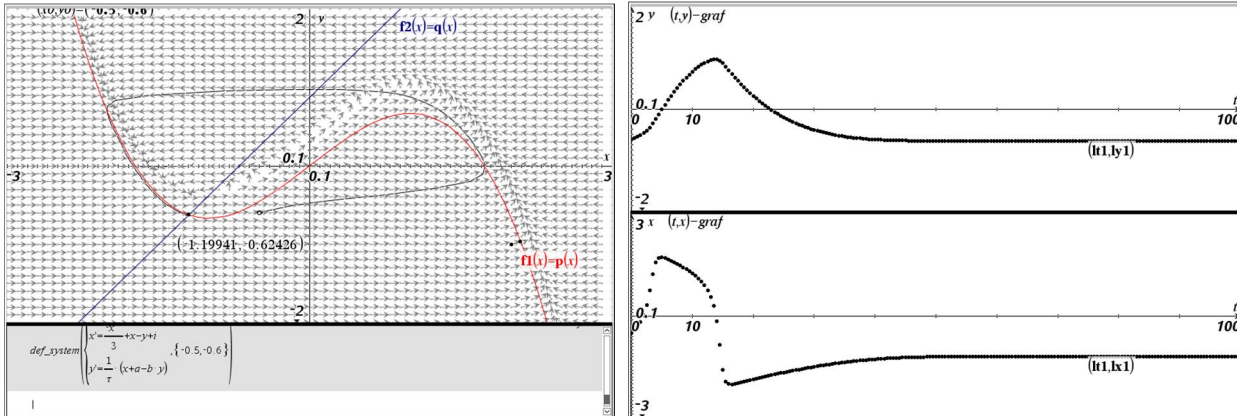 (x0,y0)=(⁻0.5,⁻0.6)
2
y
f2(x)=q(x)
-3
0.1
0.1
x
3
(⁻1.19941, ⁻0.62426)
f1(x)=p(x)
-2
def_system({x'=-x³/3+x-y+i
y'=1/τ·(x+a-b·y) ,{-0.5,-0.6})
2 y (t,y)-graf
0.1
0 10
t
100
(lt1,ly1)
-2
3 x (t,x)-graf
0.1
0 10
t
100
(lt1,lx1)
-3